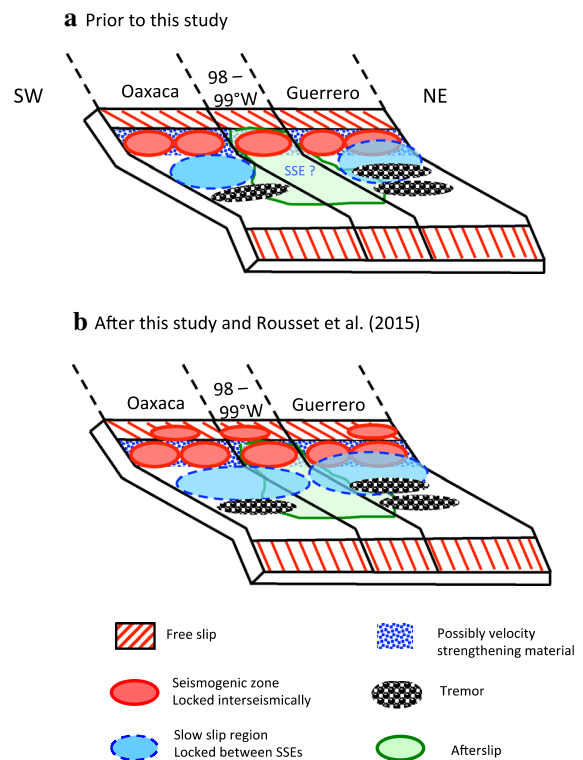 a Prior to this study
SW
Oaxaca
98 –
99°W
Guerrero
NE
SSE ?
b After this study and Rousset et al. (2015)
Oaxaca
98 –
99°W
Guerrero
Free slip
Possibly velocity
strengthening material
Seismogenic zone
Locked interseismically
Tremor
Slow slip region
Locked between SSEs
Afterslip